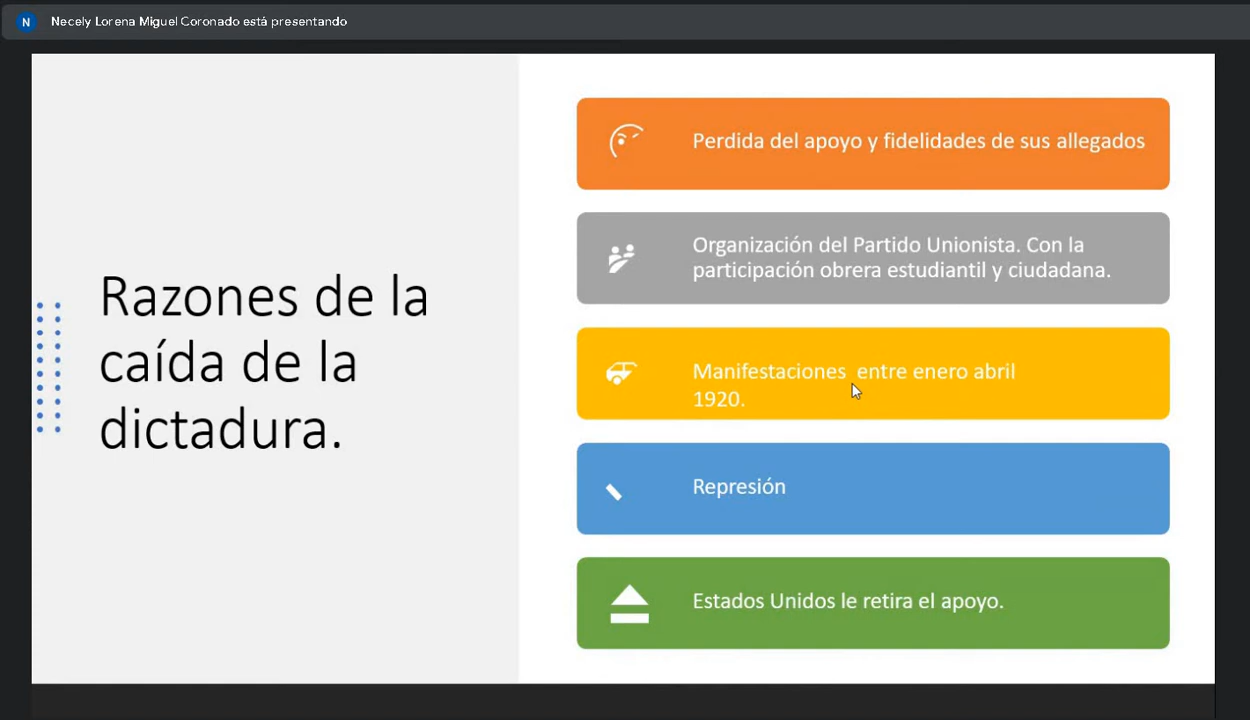 N Necely Lorena Miguel Coronado está presentando
Razones de la
caída de la
dictadura.
Perdida del apoyo y fidelidades de sus allegados
Organización del Partido Unionista. Con la
participación obrera estudiantil y ciudadana.
Manifestaciones  entre enero abril
1920.
Represión
Estados Unidos le retira el apoyo.